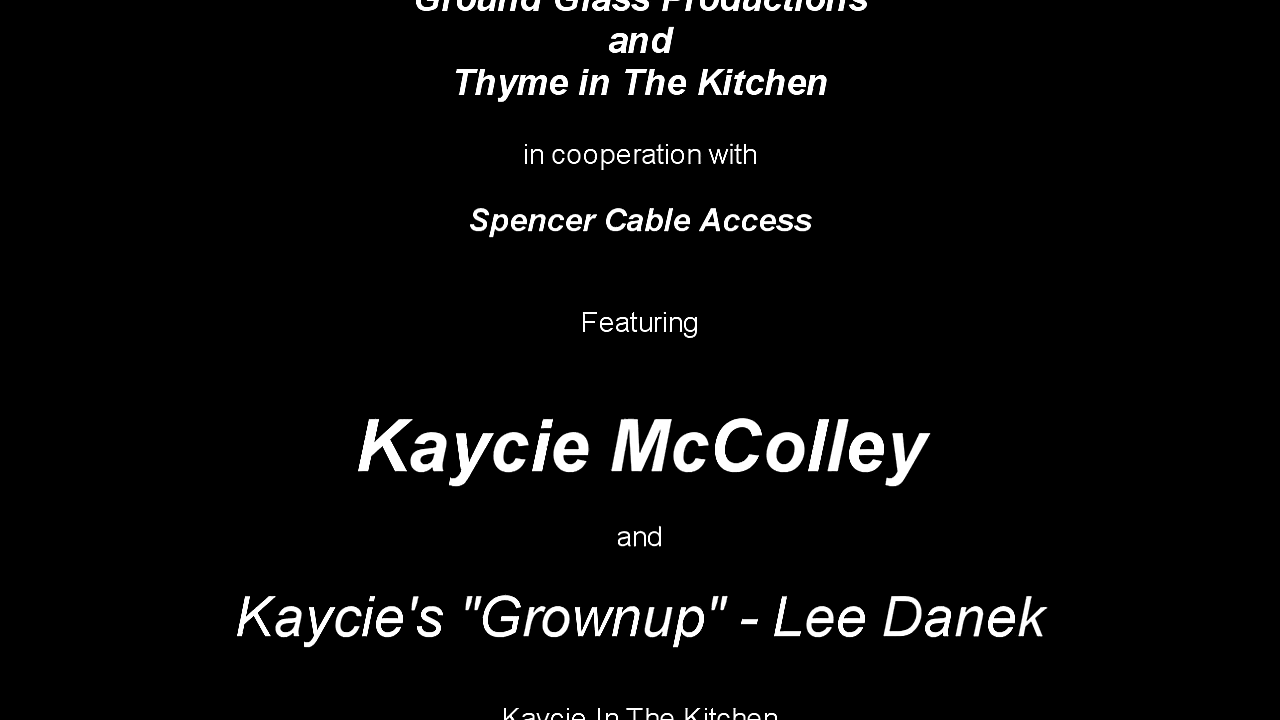 Ground Glass Productions
and
Thyme in The Kitchen
in cooperation with
Spencer Cable Access
Featuring
Kaycie McColley
and
Kaycie's "Grownup" - Lee Danek
Kaycie In The Kitchen